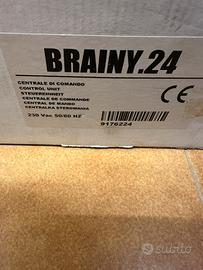 BRAINY.24
CENTRALE DI COMANDO
CONTROL UNIT
STEUEREINHEIT
CENTRALE DE COMMANDE
CENTRAL DE MANDO
CENTRALKA STEROWANIA
230 Vac 50/60 HZ
CE
9176224
subito